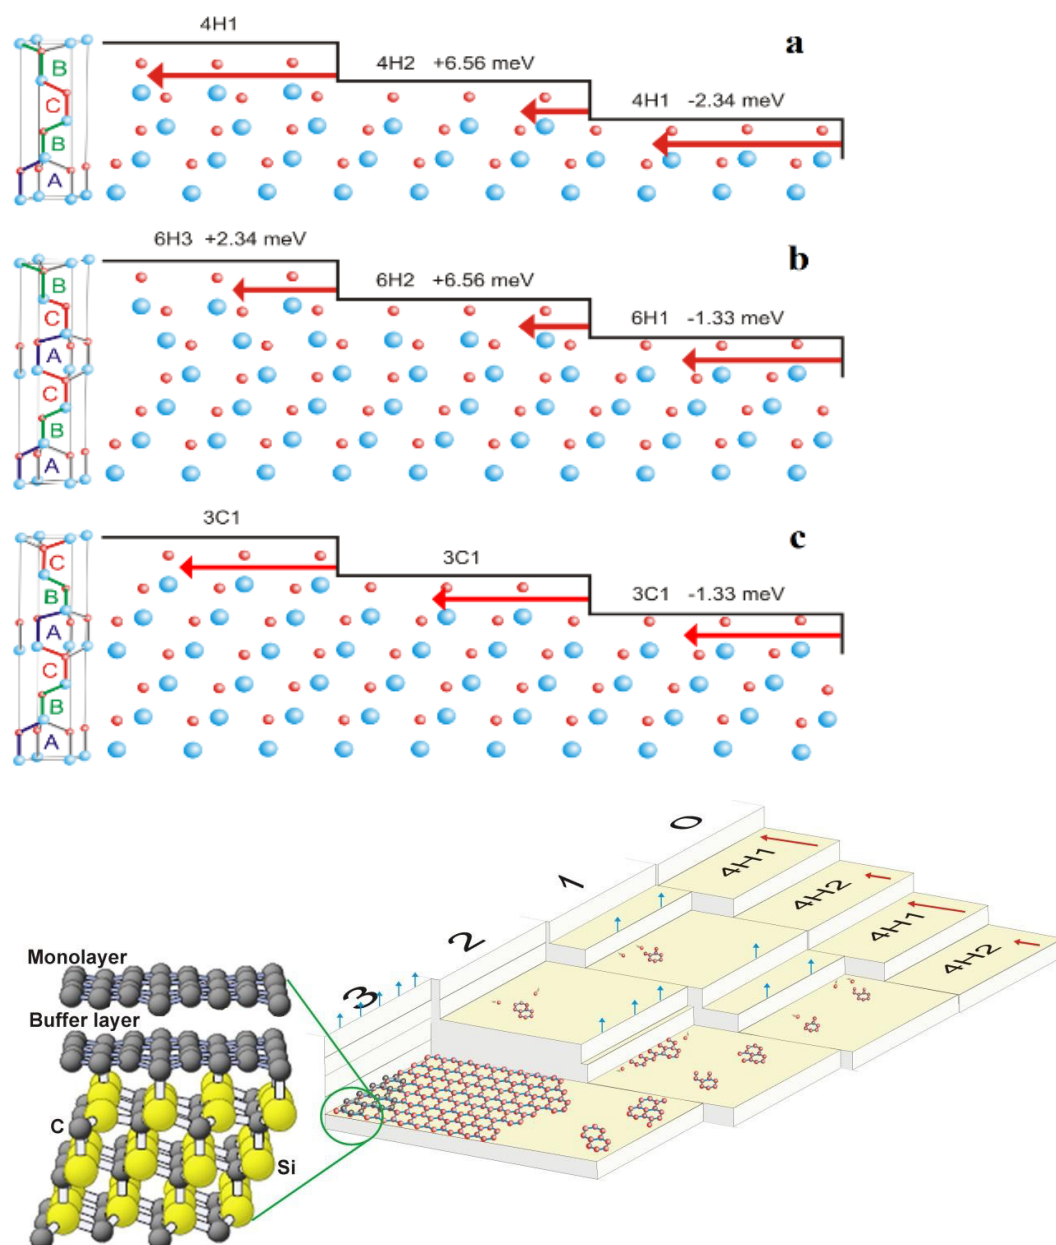 4H1
a
B
4H2 +6.56 meV
C
4H1 -2.34 meV
B
A
6H3 +2.34 meV
b
B
6H2 +6.56 meV
C
6H1 -1.33 meV
A
C
B
A
3C1
c
C
3C1
B
3C1 -1.33 meV
A
C
B
A
0
4H1
1
4H2
4H1
2
4H2
Monolayer
3
Buffer layer
C
Si